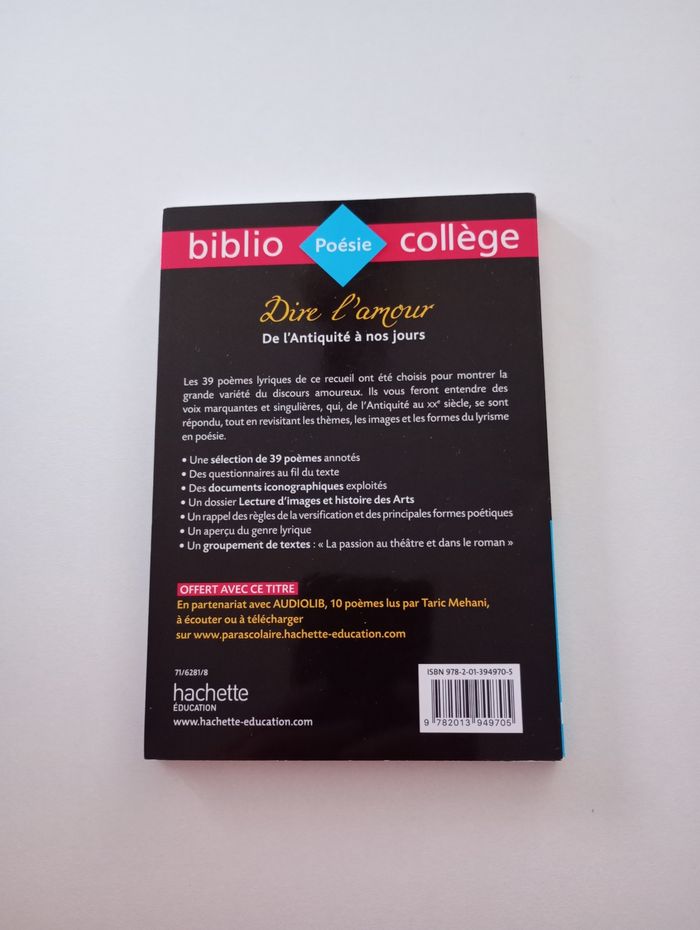 biblio Poésie collège
Dire l'amour
De l'Antiquité à nos jours
Les 39 poèmes lyriques de ce recueil ont été choisis pour montrer la
grande variété du discours amoureux. Ils vous feront entendre des
voix marquantes et singulières, qui, de l'Antiquité au XXe siècle, se sont
répondu, tout en revisitant les thèmes, les images et les formes du lyrisme
en poésie.
• Une sélection de 39 poèmes annotés
• Des questionnaires au fil du texte
• Des documents iconographiques exploités
• Un dossier Lecture d'images et histoire des Arts
• Un rappel des règles de la versification et des principales formes poétiques
• Un aperçu du genre lyrique
• Un groupement de textes : « La passion au théâtre et dans le roman »
OFFERT AVEC CE TITRE
En partenariat avec AUDIOLIB, 10 poèmes lus par Taric Mehani,
à écouter ou à télécharger
sur www.parascolaire.hachette-education.com
71/6281/8
hachette
ÉDUCATION
www.hachette-education.com
ISBN 978-2-01-394970-5
9 782013 949705